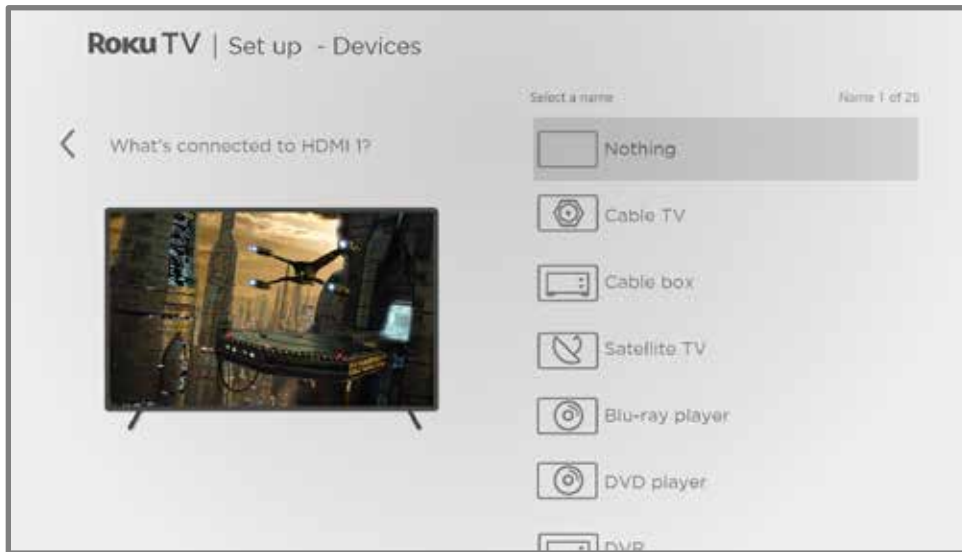 Roku TV | Set up - Devices
Select a name
Name 1 of 25
What's connected to HDMI 1?
Nothing
Cable TV
Cable box
Satellite TV
Blu-ray player
DVD player
DVR